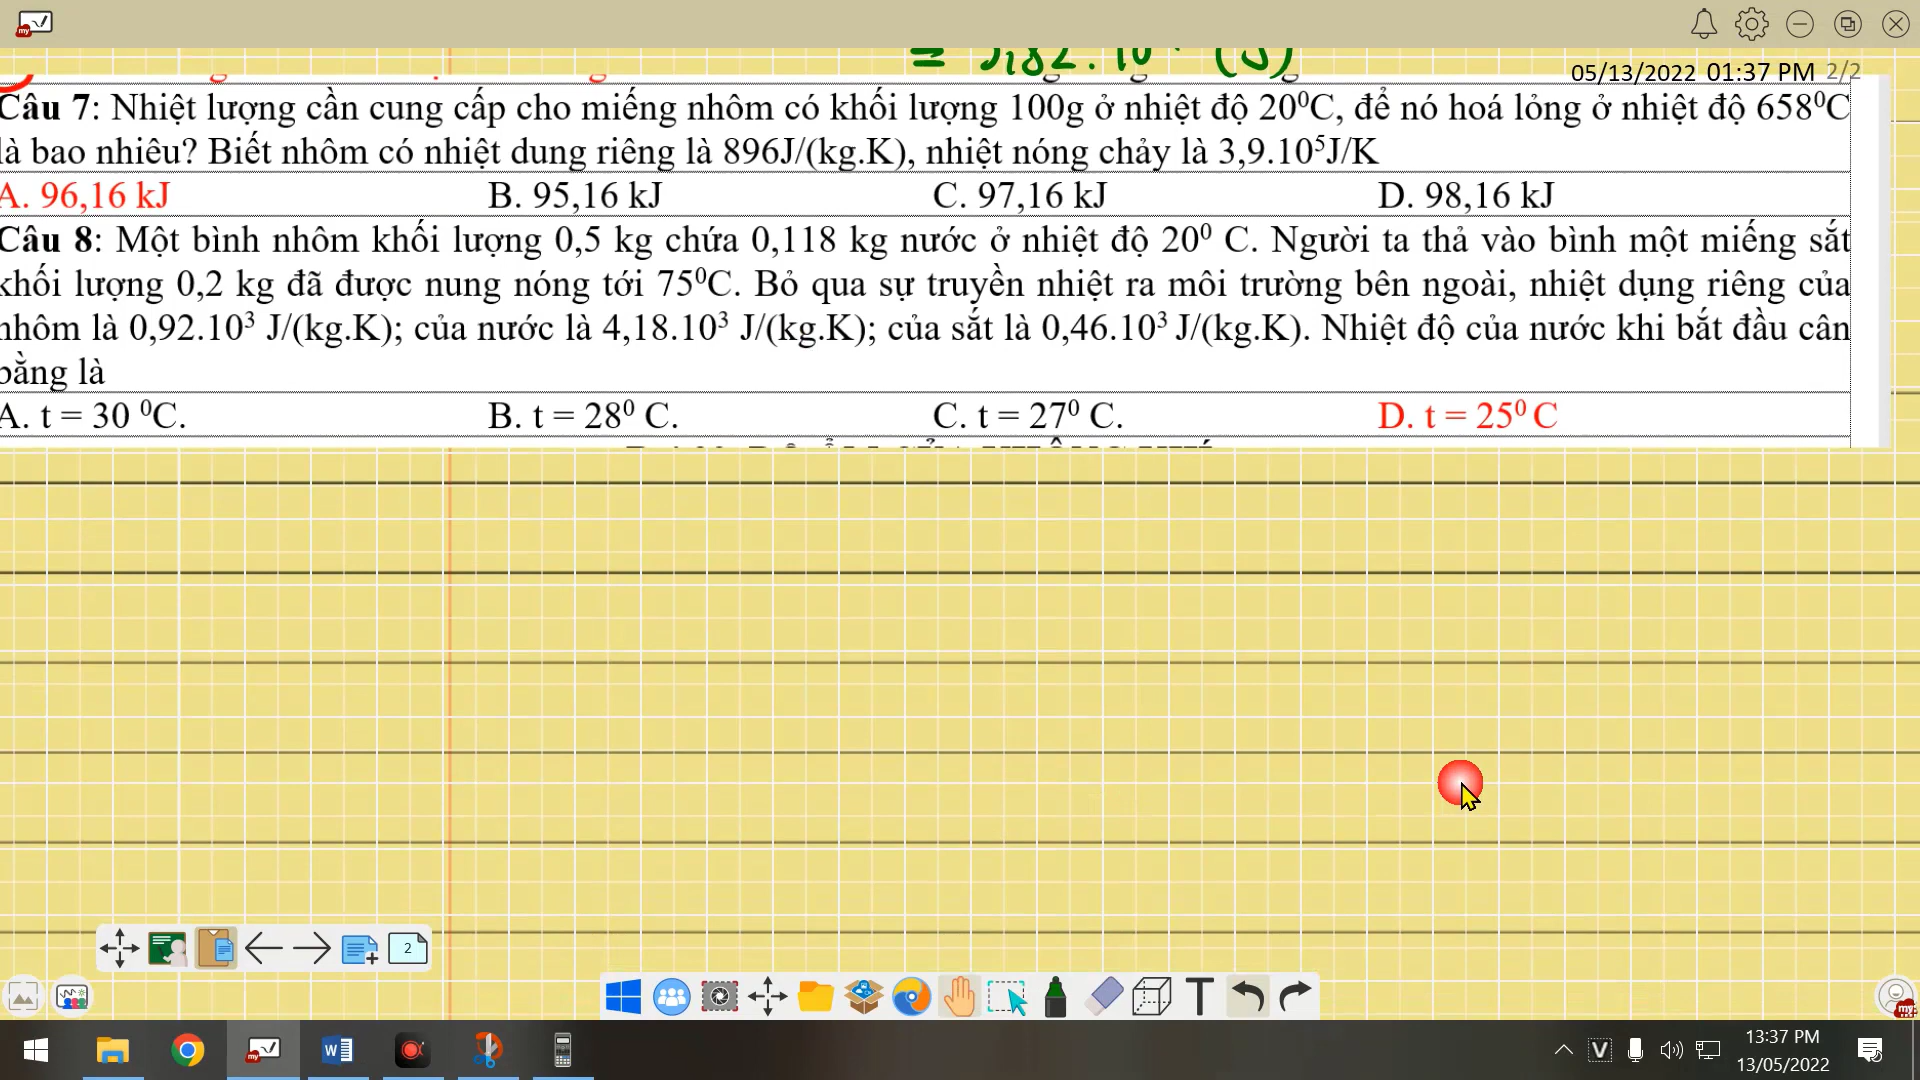 = 3,82.10 (J)
05/13/2022 01:37 PM 2/2
Câu 7: Nhiệt lượng cần cung cấp cho miếng nhôm có khối lượng 100g ở nhiệt độ 20⁰C, để nó hoá lỏng ở nhiệt độ 658⁰C
là bao nhiêu? Biết nhôm có nhiệt dung riêng là 896J/(kg.K), nhiệt nóng chảy là 3,9.10⁵J/K
A. 96,16 kJ B. 95,16 kJ C. 97,16 kJ D. 98,16 kJ
Câu 8: Một bình nhôm khối lượng 0,5 kg chứa 0,118 kg nước ở nhiệt độ 20⁰ C. Người ta thả vào bình một miếng sắt
khối lượng 0,2 kg đã được nung nóng tới 75⁰C. Bỏ qua sự truyền nhiệt ra môi trường bên ngoài, nhiệt dụng riêng của
nhôm là 0,92.10³ J/(kg.K); của nước là 4,18.10³ J/(kg.K); của sắt là 0,46.10³ J/(kg.K). Nhiệt độ của nước khi bắt đầu cân
bằng là
A. t = 30 ⁰C. B. t = 28⁰ C. C. t = 27⁰ C. D. t = 25⁰ C
2
T
V
13:37 PM
13/05/2022